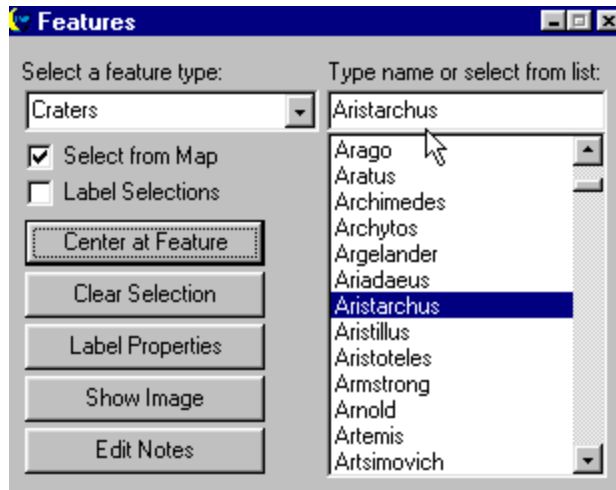 Features
Select a feature type:
Craters
Select from Map
Label Selections
Center at Feature
Clear Selection
Label Properties
Show Image
Edit Notes
Type name or select from list:
Aristarchus
Arago
Aratus
Archimedes
Archytos
Argelander
Ariadaeus
Aristarchus
Aristillus
Aristoteles
Armstrong
Arnold
Artemis
Artsimovich